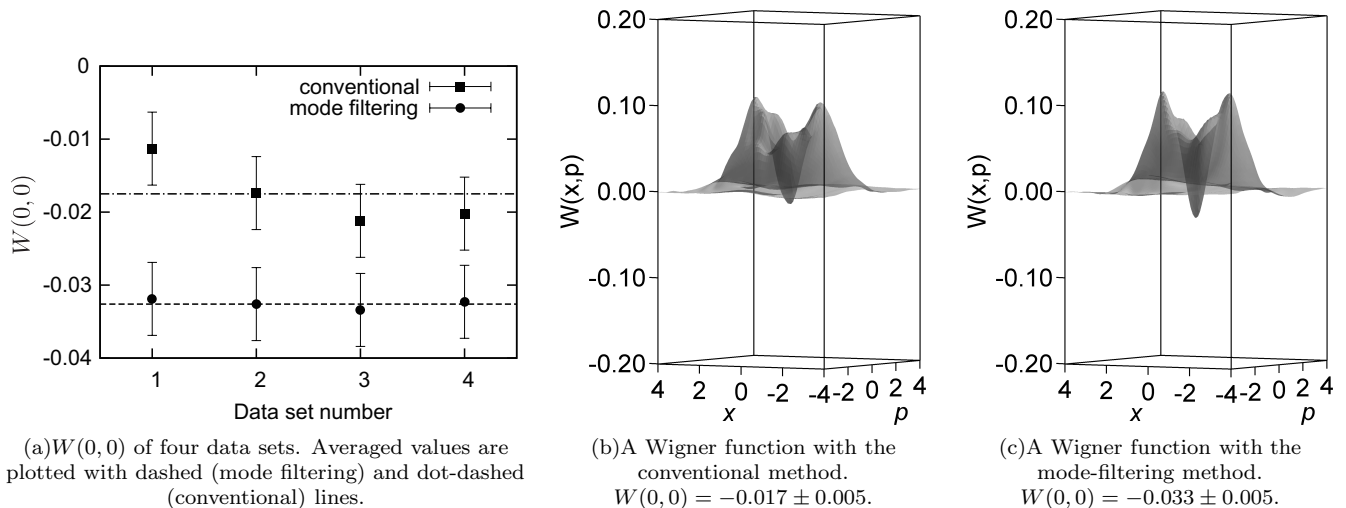 0
-0.01
-0.02
-0.03
-0.04
W(0,0)
conventional
mode filtering
1 2 3 4
Data set number
(a)W(0, 0) of four data sets. Averaged values are
plotted with dashed (mode filtering) and dot-dashed
(conventional) lines.
0.20
0.10
0.00
-0.10
-0.20
W(x,p)
4 2 0 -2 -4
x
0 2 4
p
(b)A Wigner function with the
conventional method.
W(0, 0) = −0.017 ± 0.005.
0.20
0.10
0.00
-0.10
-0.20
W(x,p)
4 2 0 -2 -4
x
-2 0 2 4
p
(c)A Wigner function with the
mode-filtering method.
W(0, 0) = −0.033 ± 0.005.